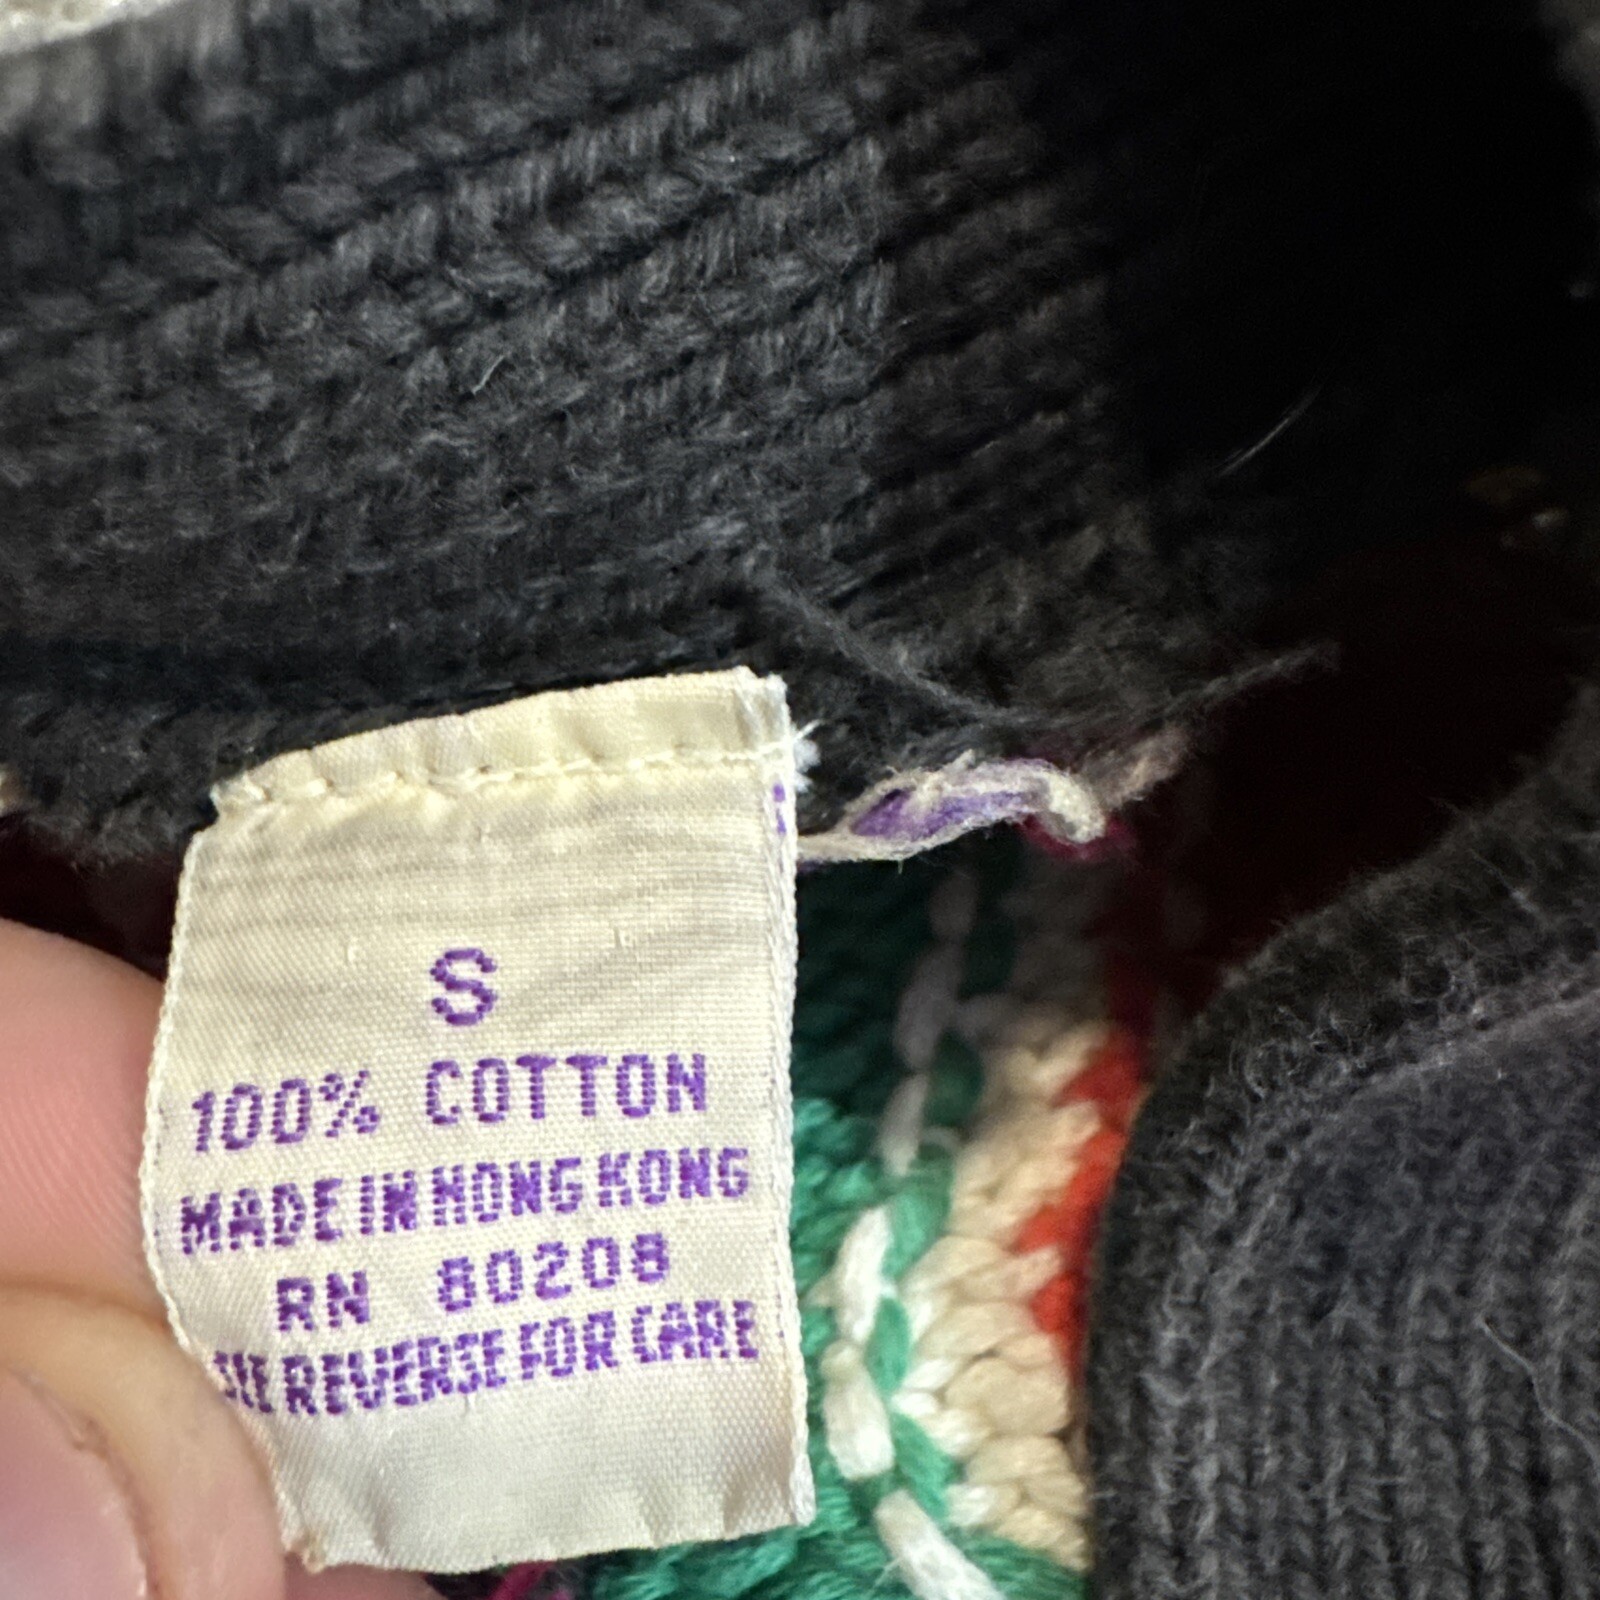 S
100% COTTON
MADE IN HONG KONG
RN 80208
SEE REVERSE FOR CARE